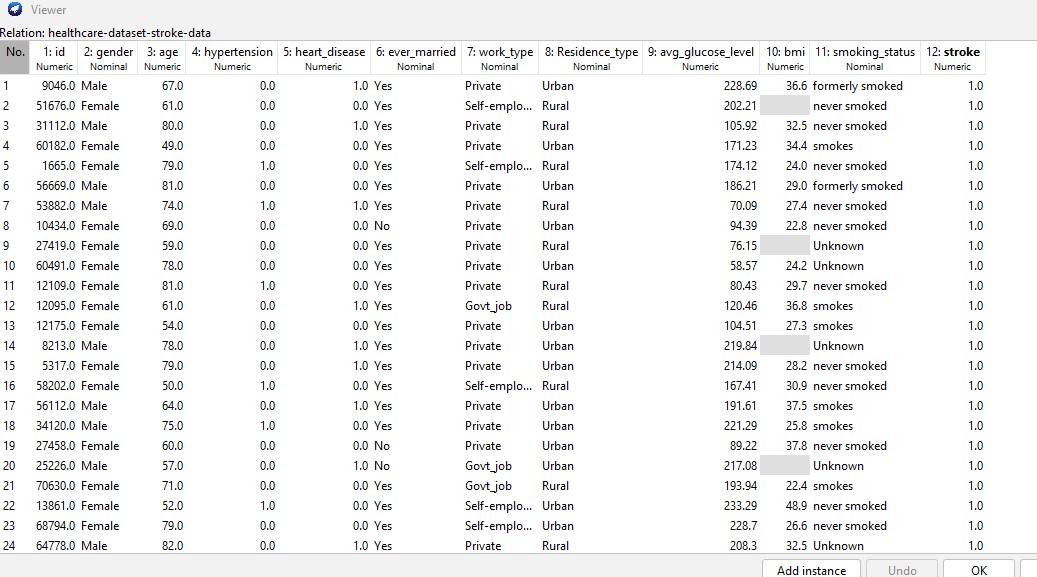 Viewer
Relation: healthcare-dataset-stroke-data
No. 1: id 2: gender 3: age 4: hypertension 5: heart_disease 6: ever_married 7: work_type 8: Residence_type 9: avg_glucose_level 10: bmi 11: smoking_status 12: stroke
Numeric Nominal Numeric Numeric Numeric Nominal Nominal Nominal Numeric Numeric Nominal Numeric
1 9046.0 Male 67.0 0.0 1.0 Yes Private Urban 228.69 36.6 formerly smoked 1.0
2 51676.0 Female 61.0 0.0 0.0 Yes Self-emplo... Rural 202.21 never smoked 1.0
3 31112.0 Male 80.0 0.0 1.0 Yes Private Rural 105.92 32.5 never smoked 1.0
4 60182.0 Female 49.0 0.0 0.0 Yes Private Urban 171.23 34.4 smokes 1.0
5 1665.0 Female 79.0 1.0 0.0 Yes Self-emplo... Rural 174.12 24.0 never smoked 1.0
6 56669.0 Male 81.0 0.0 0.0 Yes Private Urban 186.21 29.0 formerly smoked 1.0
7 53882.0 Male 74.0 1.0 1.0 Yes Private Rural 70.09 27.4 never smoked 1.0
8 10434.0 Female 69.0 0.0 0.0 No Private Urban 94.39 22.8 never smoked 1.0
9 27419.0 Female 59.0 0.0 0.0 Yes Private Rural 76.15 Unknown 1.0
10 60491.0 Female 78.0 0.0 0.0 Yes Private Urban 58.57 24.2 Unknown 1.0
11 12109.0 Female 81.0 1.0 0.0 Yes Private Rural 80.43 29.7 never smoked 1.0
12 12095.0 Female 61.0 0.0 1.0 Yes Govt_job Rural 120.46 36.8 smokes 1.0
13 12175.0 Female 54.0 0.0 0.0 Yes Private Urban 104.51 27.3 smokes 1.0
14 8213.0 Male 78.0 0.0 1.0 Yes Private Urban 219.84 Unknown 1.0
15 5317.0 Female 79.0 0.0 1.0 Yes Private Urban 214.09 28.2 never smoked 1.0
16 58202.0 Female 50.0 1.0 0.0 Yes Self-emplo... Rural 167.41 30.9 never smoked 1.0
17 56112.0 Male 64.0 0.0 1.0 Yes Private Urban 191.61 37.5 smokes 1.0
18 34120.0 Male 75.0 1.0 0.0 Yes Private Urban 221.29 25.8 smokes 1.0
19 27458.0 Female 60.0 0.0 0.0 No Private Urban 89.22 37.8 never smoked 1.0
20 25226.0 Male 57.0 0.0 1.0 No Govt_job Urban 217.08 Unknown 1.0
21 70630.0 Female 71.0 0.0 0.0 Yes Govt_job Rural 193.94 22.4 smokes 1.0
22 13861.0 Female 52.0 1.0 0.0 Yes Self-emplo... Urban 233.29 48.9 never smoked 1.0
23 68794.0 Female 79.0 0.0 0.0 Yes Self-emplo... Urban 228.7 26.6 never smoked 1.0
24 64778.0 Male 82.0 0.0 1.0 Yes Private Rural 208.3 32.5 Unknown 1.0
Add instance Undo OK